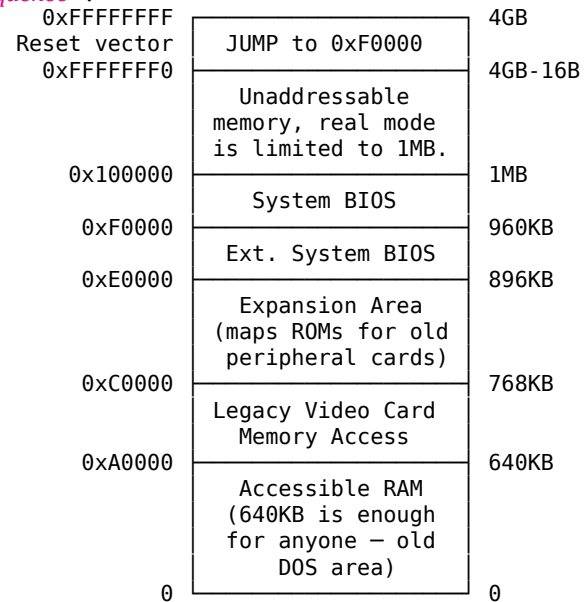 quence .
0xFFFFFFFF 4GB
Reset vector JUMP to 0xF0000
0xFFFFFFF0 4GB-16B
Unaddressable
memory, real mode
is limited to 1MB.
0x100000 1MB
System BIOS
0xF0000 960KB
Ext. System BIOS
0xE0000 896KB
Expansion Area
(maps ROMs for old
peripheral cards)
0xC0000 768KB
Legacy Video Card
Memory Access
0xA0000 640KB
Accessible RAM
(640KB is enough
for anyone – old
DOS area)
0 0